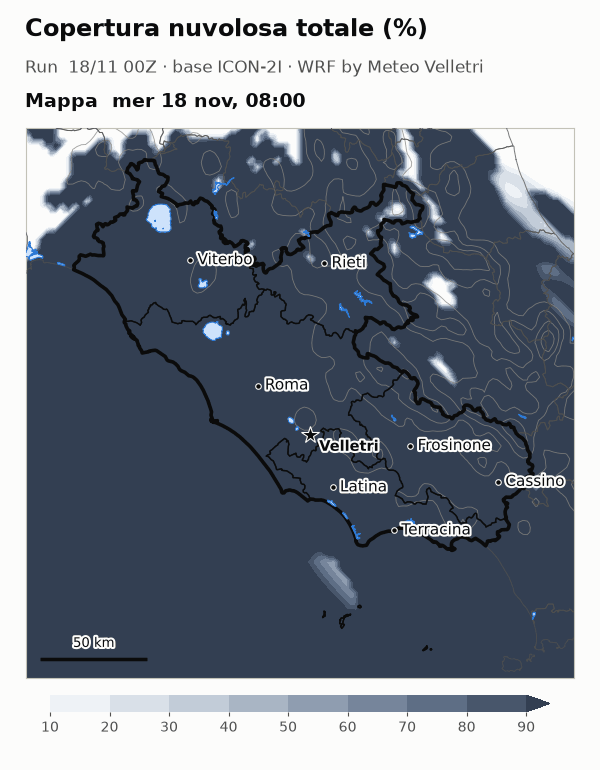 Copertura nuvolosa totale (%)
Run  18/11 00Z · base ICON-2I · WRF by Meteo Velletri
Mappa  mer 18 nov, 08:00
Viterbo
Rieti
Roma
Velletri
Frosinone
Cassino
Latina
Terracina
50 km
10 20 30 40 50 60 70 80 90